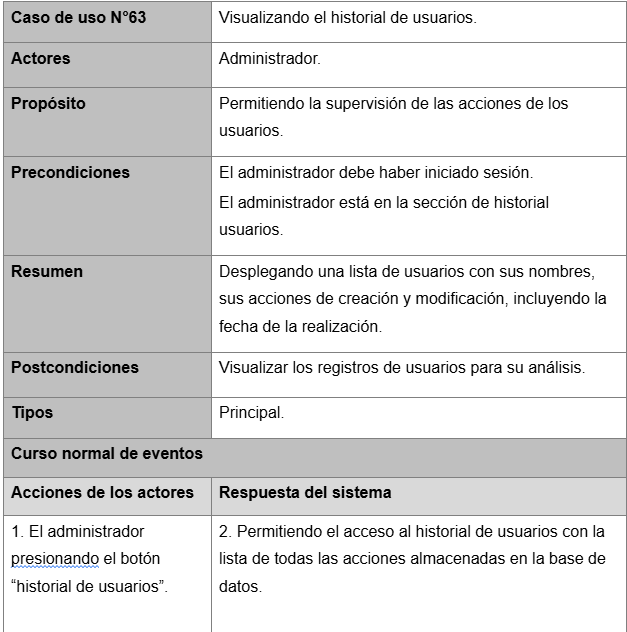 Caso de uso N°63
Visualizando el historial de usuarios.
Actores
Administrador.
Propósito
Permitiendo la supervisión de las acciones de los
usuarios.
Precondiciones
El administrador debe haber iniciado sesión.
El administrador está en la sección de historial
usuarios.
Resumen
Desplegando una lista de usuarios con sus nombres,
sus acciones de creación y modificación, incluyendo la
fecha de la realización.
Postcondiciones
Visualizar los registros de usuarios para su análisis.
Tipos
Principal.
Curso normal de eventos
Acciones de los actores
Respuesta del sistema
1. El administrador
presionando el botón
“historial de usuarios”.
2. Permitiendo el acceso al historial de usuarios con la
lista de todas las acciones almacenadas en la base de
datos.